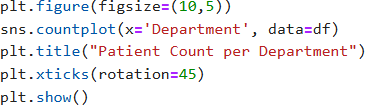 plt.figure(figsize=(10,5))
sns.countplot(x='Department', data=df)
plt.title("Patient Count per Department")
plt.xticks(rotation=45)
plt.show()